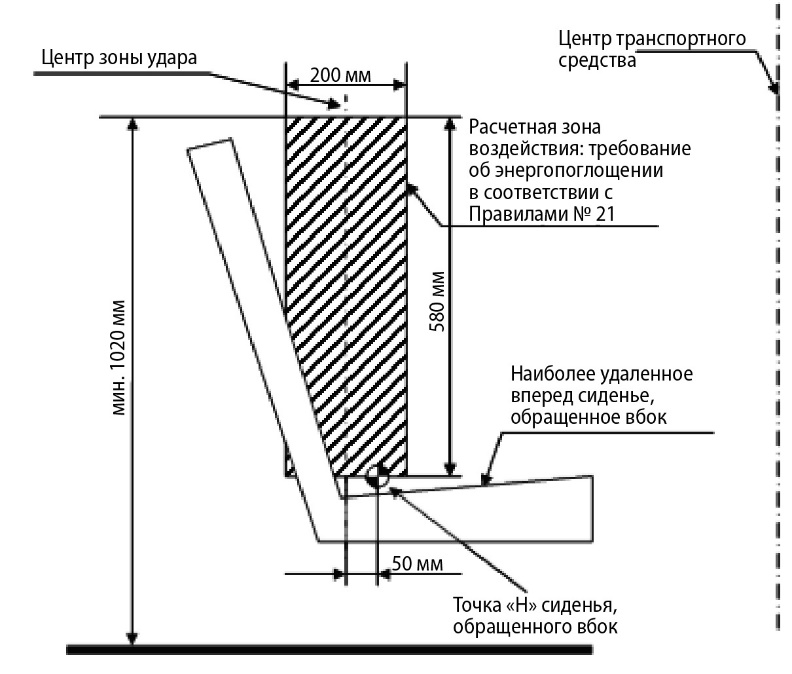 Центр зоны удара
200 мм
Центр транспортного
средства
Расчетная зона
воздействия: требование
об энергопоглощении
в соответствии с
Правилами № 21
580 мм
мин. 1020 мм
Наиболее удаленное
вперед сиденье,
обращенное вбок
50 мм
Точка «Н» сиденья,
обращенного вбок